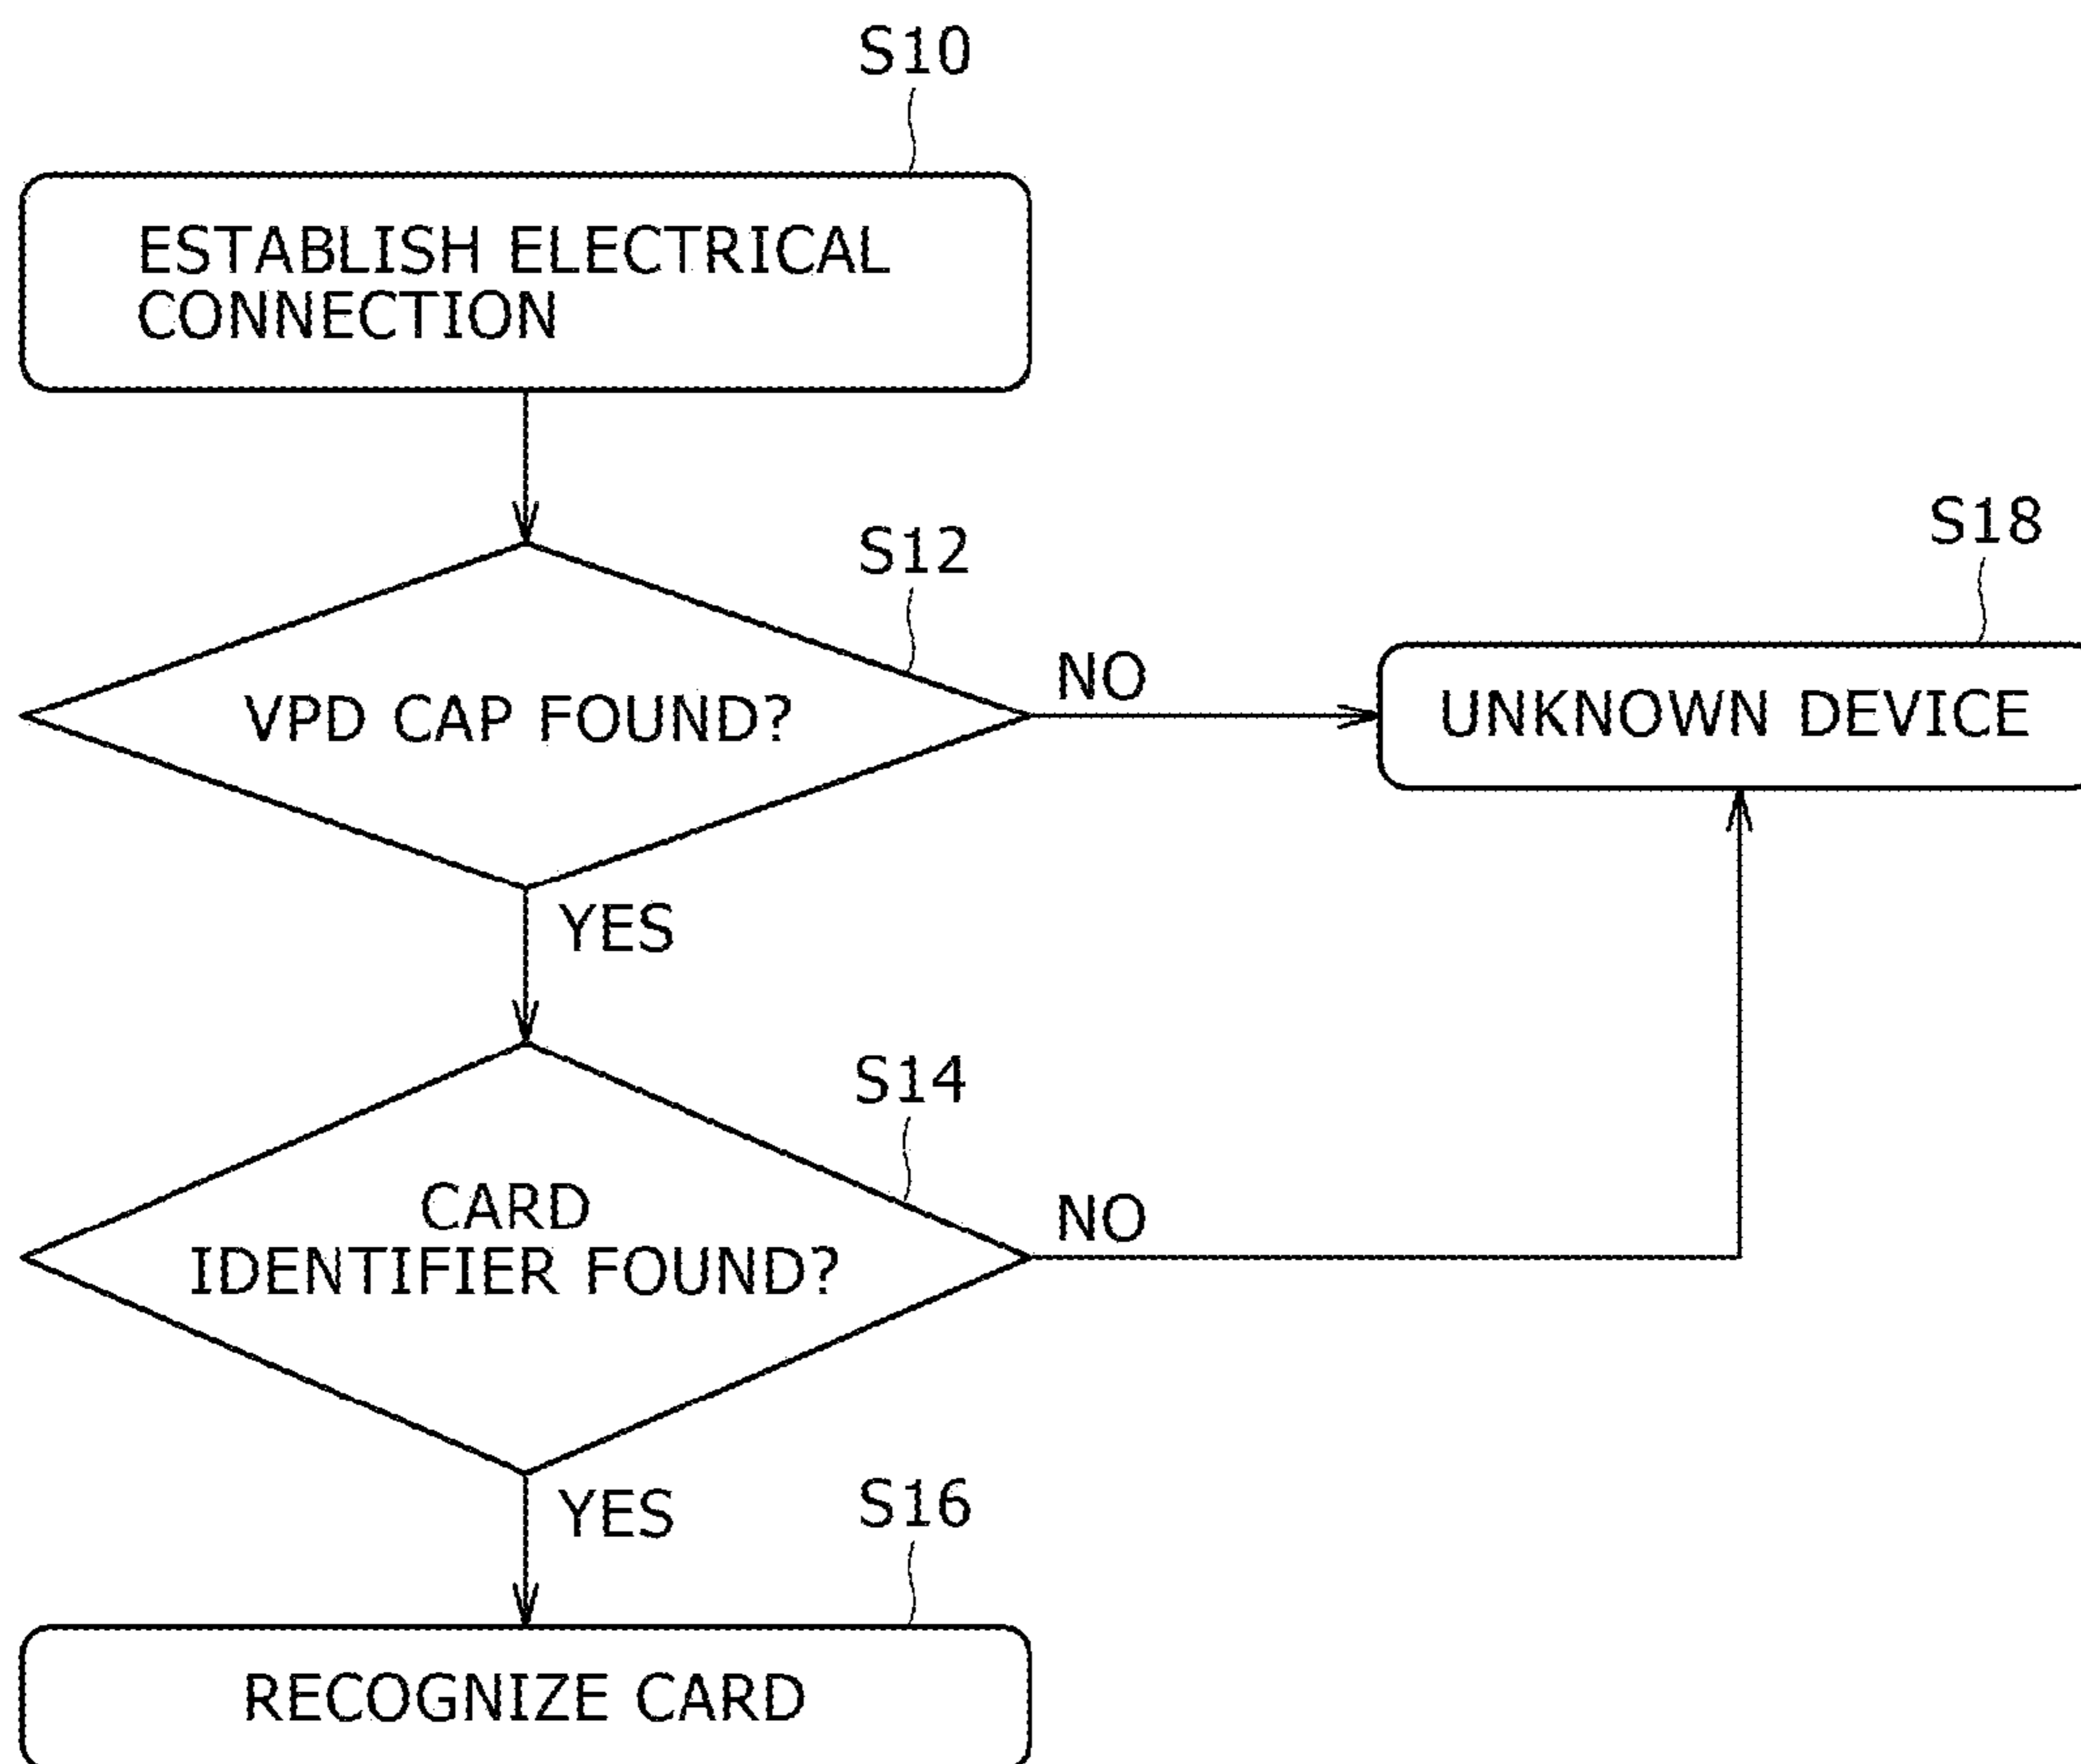 S10
ESTABLISH ELECTRICAL
CONNECTION
S12
S18
VPD CAP FOUND?
NO
UNKNOWN DEVICE
YES
S14
CARD
IDENTIFIER FOUND?
NO
YES
S16
RECOGNIZE CARD